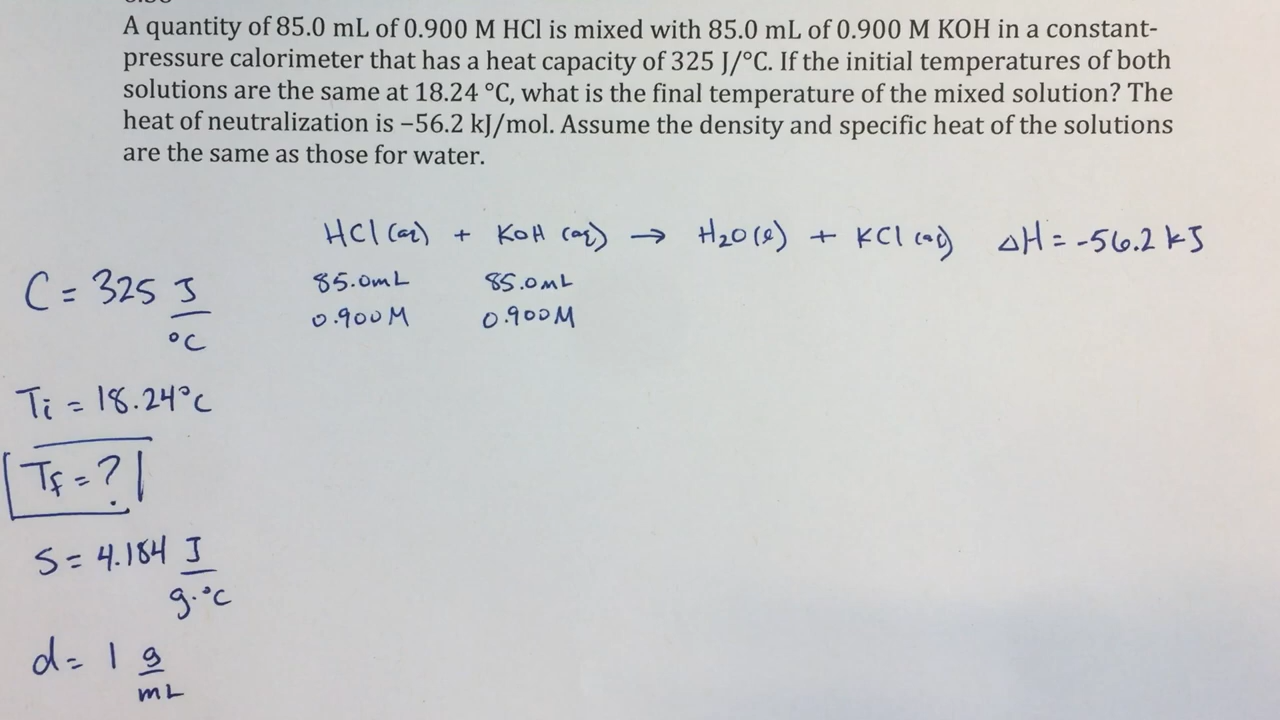 A quantity of 85.0 mL of 0.900 M HCl is mixed with 85.0 mL of 0.900 M KOH in a constant-
pressure calorimeter that has a heat capacity of 325 J/°C. If the initial temperatures of both
solutions are the same at 18.24 °C, what is the final temperature of the mixed solution? The
heat of neutralization is −56.2 kJ/mol. Assume the density and specific heat of the solutions
are the same as those for water.
HCl (aq) + KOH (aq) → H₂O (l) + KCl (aq) ΔH = -56.2 kJ
85.0mL 85.0mL
0.900M 0.900M
C = 325 J/°C
Ti = 18.24°C
Tf = ?
S = 4.184 J/g·°C
d = 1 g/mL